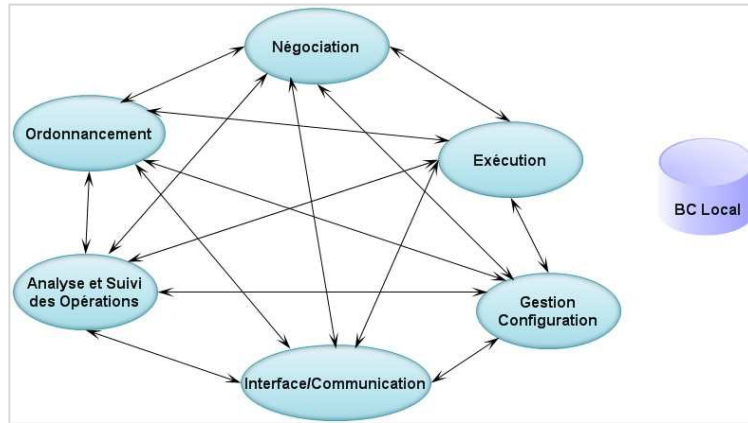 Négociation
Ordonnancement
Exécution
BC Local
Analyse et Suivi
des Opérations
Gestion
Configuration
Interface/Communication